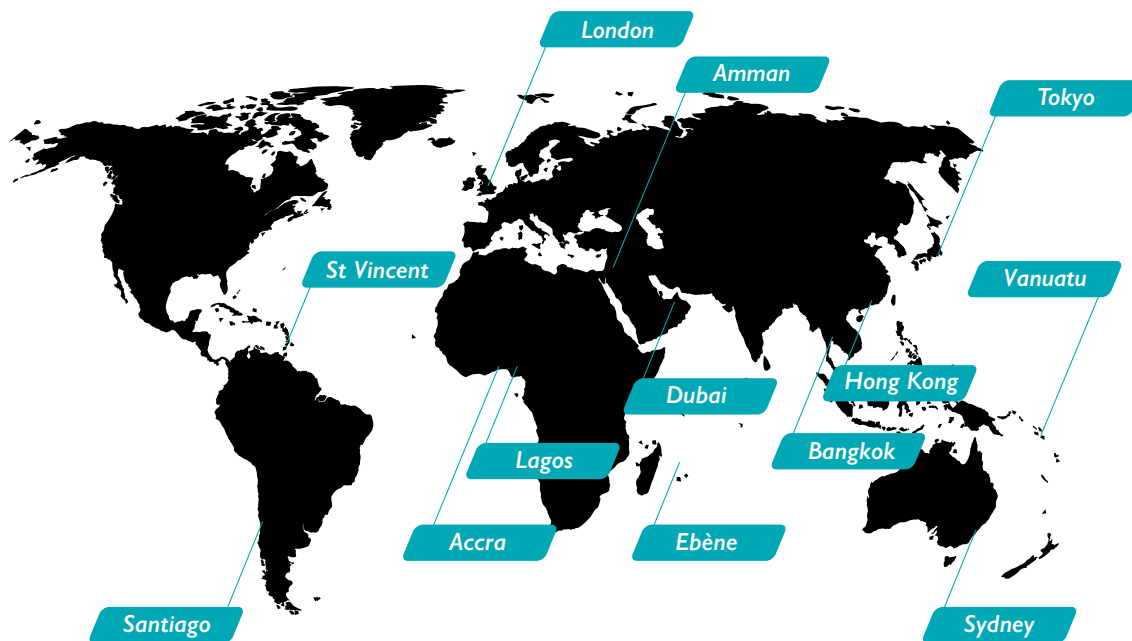 London
Amman
Tokyo
St Vincent
Vanuatu
Hong Kong
Dubai
Bangkok
Lagos
Accra
Ebène
Santiago
Sydney